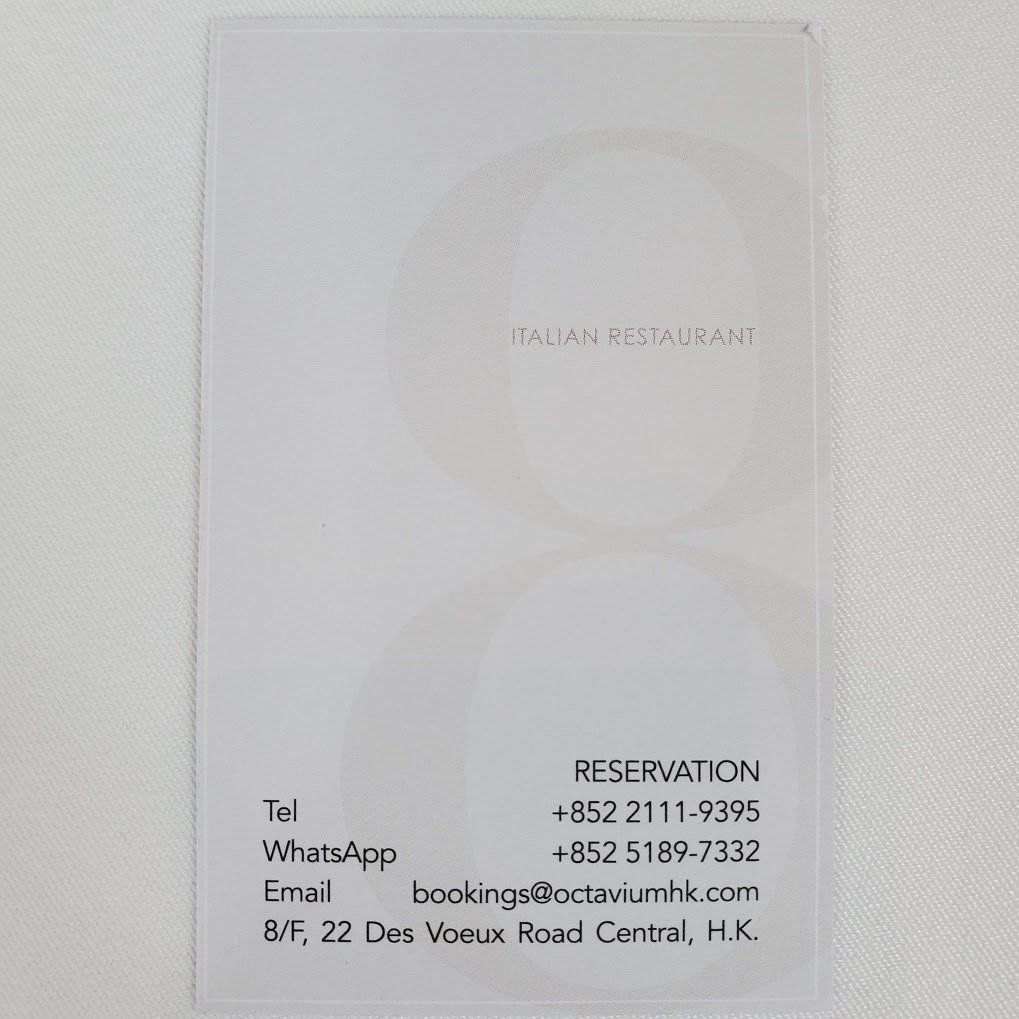 8
ITALIAN RESTAURANT
RESERVATION
Tel +852 2111-9395
WhatsApp +852 5189-7332
Email bookings@octaviumhk.com
8/F, 22 Des Voeux Road Central, H.K.